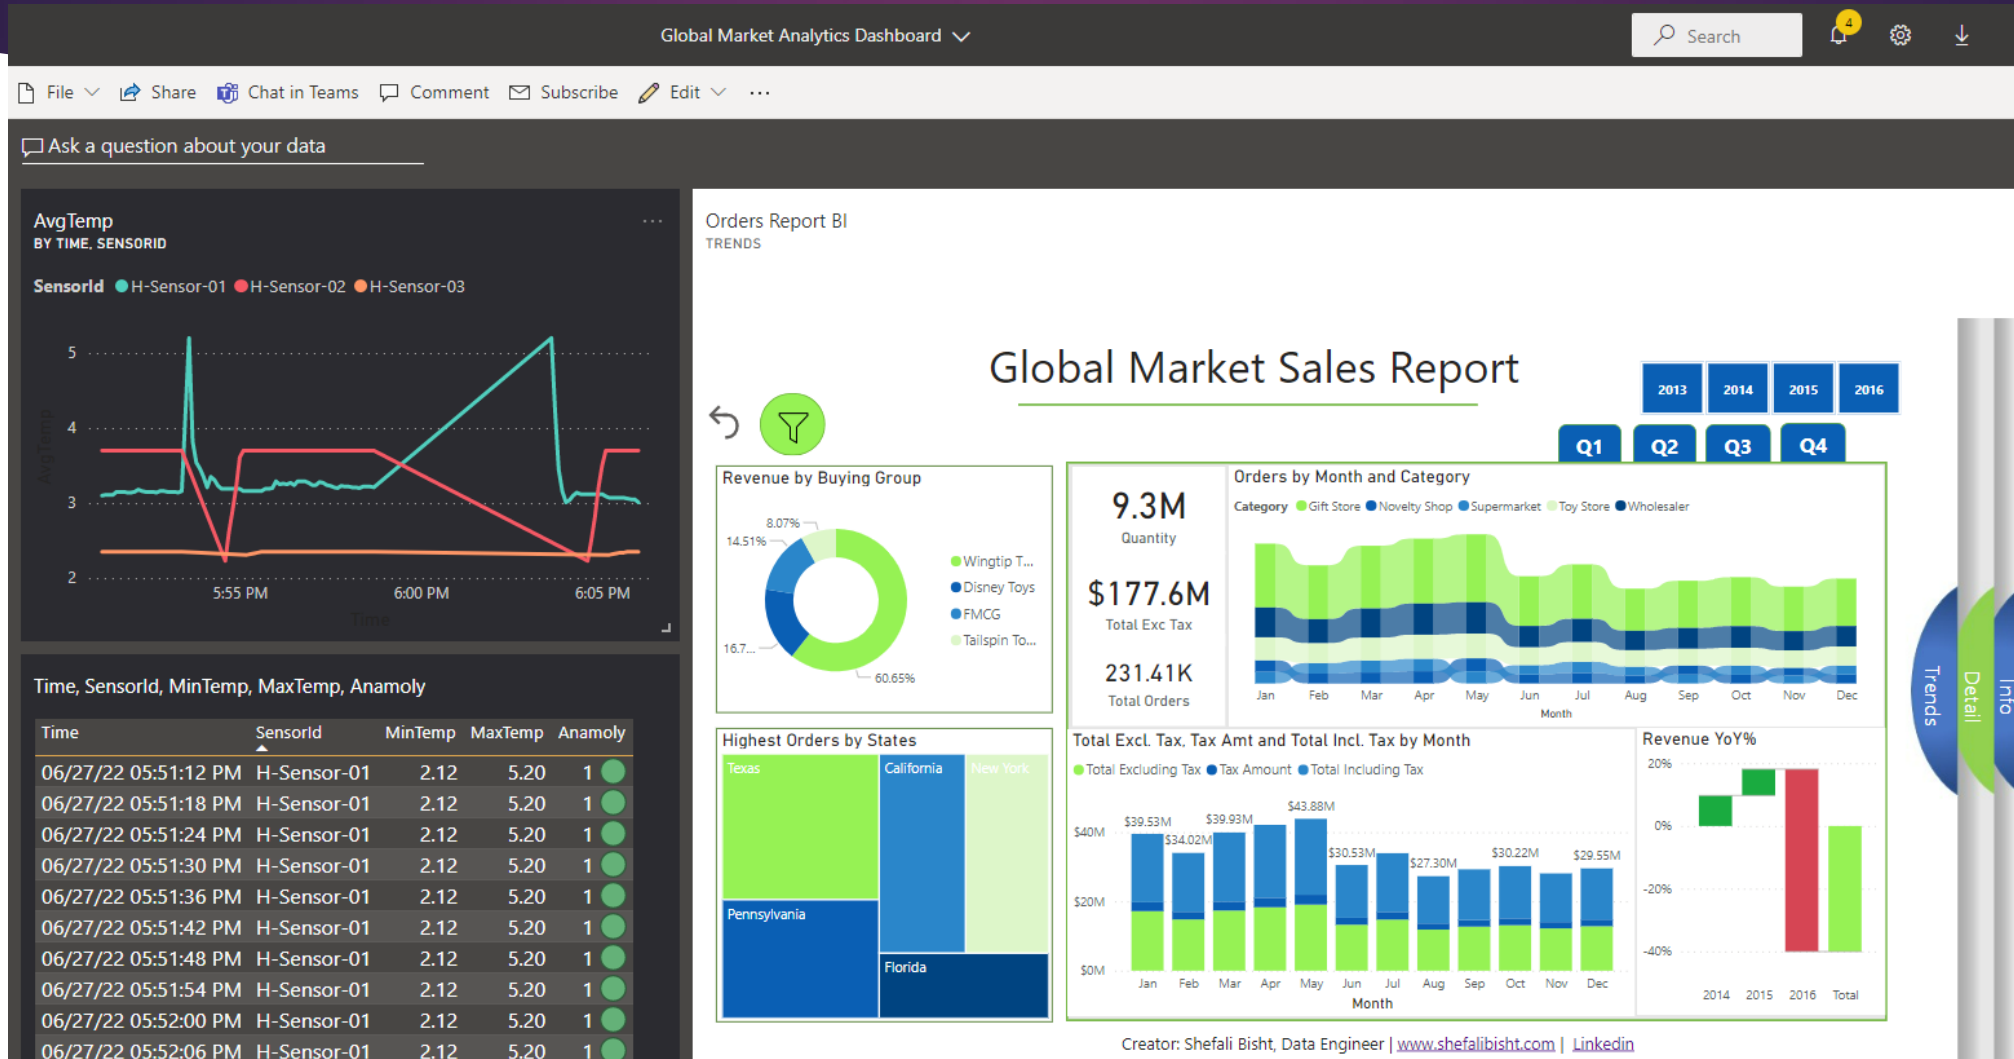 Global Market Analytics Dashboard
Search
4
File Share Chat in Teams Comment Subscribe Edit ...
Ask a question about your data
AvgTemp
BY TIME, SENSORID
SensorId H-Sensor-01 H-Sensor-02 H-Sensor-03
5
4
3
2
AvgTemp
5:55 PM 6:00 PM 6:05 PM
Time
Time, SensorId, MinTemp, MaxTemp, Anamoly
Time SensorId MinTemp MaxTemp Anamoly
06/27/22 05:51:12 PM H-Sensor-01 2.12 5.20 1
06/27/22 05:51:18 PM H-Sensor-01 2.12 5.20 1
06/27/22 05:51:24 PM H-Sensor-01 2.12 5.20 1
06/27/22 05:51:30 PM H-Sensor-01 2.12 5.20 1
06/27/22 05:51:36 PM H-Sensor-01 2.12 5.20 1
06/27/22 05:51:42 PM H-Sensor-01 2.12 5.20 1
06/27/22 05:51:48 PM H-Sensor-01 2.12 5.20 1
06/27/22 05:51:54 PM H-Sensor-01 2.12 5.20 1
06/27/22 05:52:00 PM H-Sensor-01 2.12 5.20 1
06/27/22 05:52:06 PM H-Sensor-01 2.12 5.20 1
Orders Report BI
TRENDS
Global Market Sales Report
2013 2014 2015 2016
Q1 Q2 Q3 Q4
Revenue by Buying Group
8.07%
14.51%
16.7...
60.65%
Wingtip T...
Disney Toys
FMCG
Tailspin To...
9.3M
Quantity
$177.6M
Total Exc Tax
231.41K
Total Orders
Orders by Month and Category
Category Gift Store Novelty Shop Supermarket Toy Store Wholesaler
Jan Feb Mar Apr May Jun Jul Aug Sep Oct Nov Dec
Month
Highest Orders by States
Texas
California
New York
Pennsylvania
Florida
Total Excl. Tax, Tax Amt and Total Incl. Tax by Month
Total Excluding Tax Tax Amount Total Including Tax
$40M
$20M
$0M
$39.53M
$34.02M
$39.93M
$43.88M
$30.53M
$27.30M
$30.22M
$29.55M
Jan Feb Mar Apr May Jun Jul Aug Sep Oct Nov Dec
Month
Revenue YoY%
20%
0%
-20%
-40%
2014 2015 2016 Total
Trends
Detail
Info
Creator: Shefali Bisht, Data Engineer | www.shefalibisht.com | Linkedin